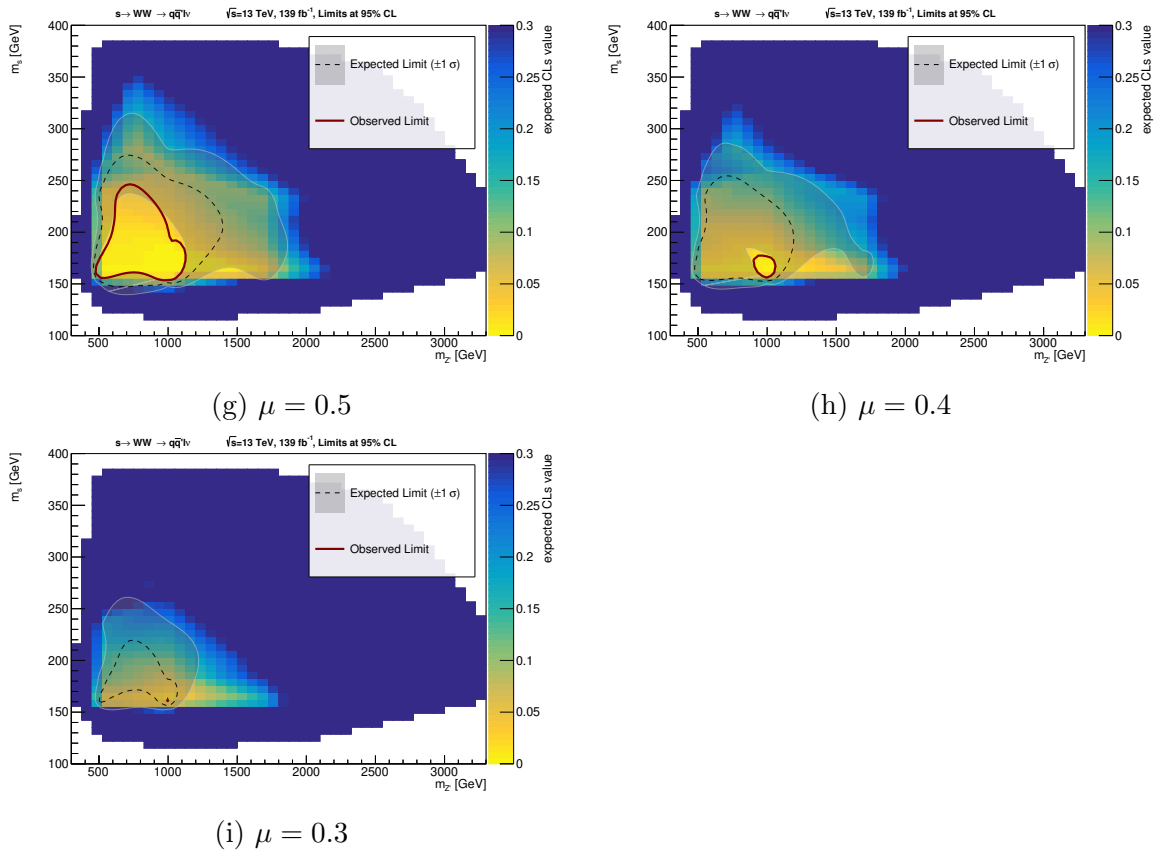 s→ WW → qq̅'lν √s=13 TeV, 139 fb⁻¹, Limits at 95% CL
m_s [GeV]
400
350
300
250
200
150
100
500 1000 1500 2000 2500 3000
m_Z' [GeV]
Expected Limit (±1 σ)
Observed Limit
0.3
0.25
0.2
0.15
0.1
0.05
0
expected CLs value
(g) μ = 0.5
s→ WW → qq̅'lν √s=13 TeV, 139 fb⁻¹, Limits at 95% CL
m_s [GeV]
400
350
300
250
200
150
100
500 1000 1500 2000 2500 3000
m_Z' [GeV]
Expected Limit (±1 σ)
Observed Limit
0.3
0.25
0.2
0.15
0.1
0.05
0
expected CLs value
(h) μ = 0.4
s→ WW → qq̅'lν √s=13 TeV, 139 fb⁻¹, Limits at 95% CL
m_s [GeV]
400
350
300
250
200
150
100
500 1000 1500 2000 2500 3000
m_Z' [GeV]
Expected Limit (±1 σ)
Observed Limit
0.3
0.25
0.2
0.15
0.1
0.05
0
expected CLs value
(i) μ = 0.3